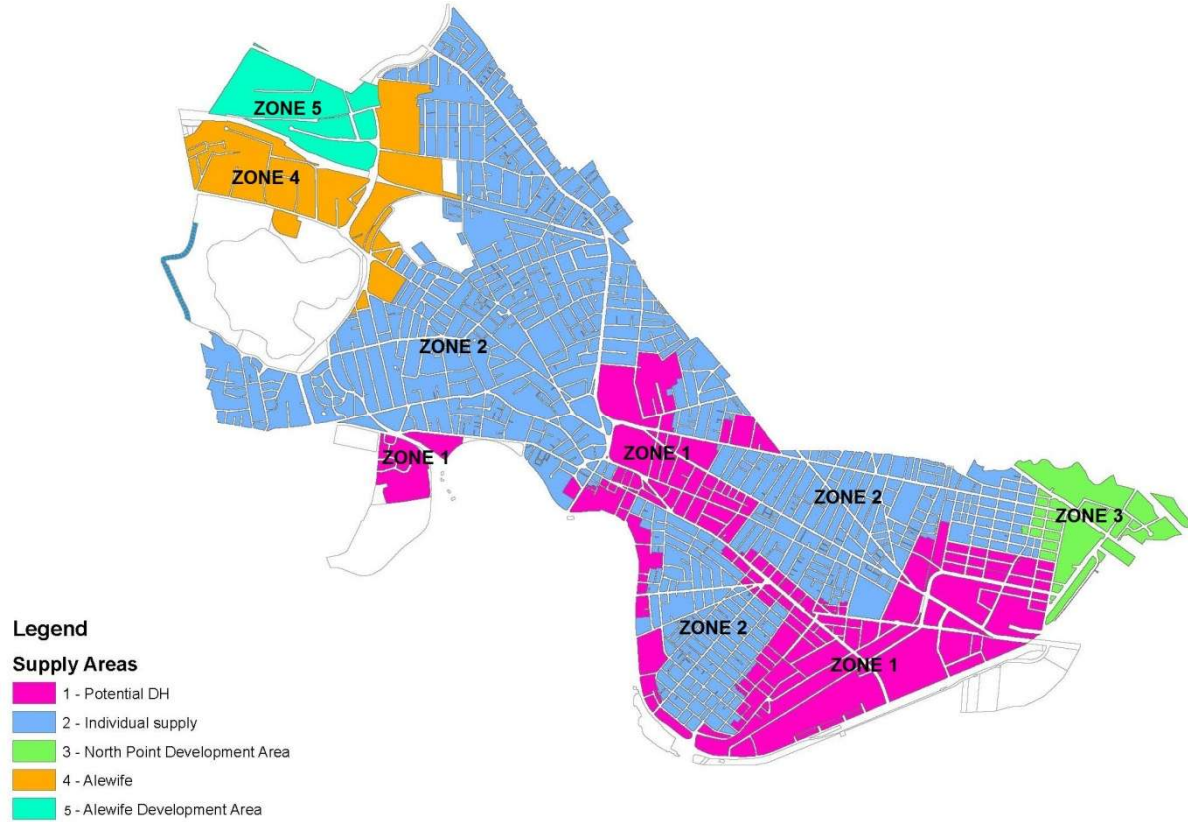 ZONE 5
ZONE 4
ZONE 2
ZONE 1
ZONE 1
ZONE 2
ZONE 3
ZONE 2
ZONE 1
Legend
Supply Areas
1 - Potential DH
2 - Individual supply
3 - North Point Development Area
4 - Alewife
5 - Alewife Development Area